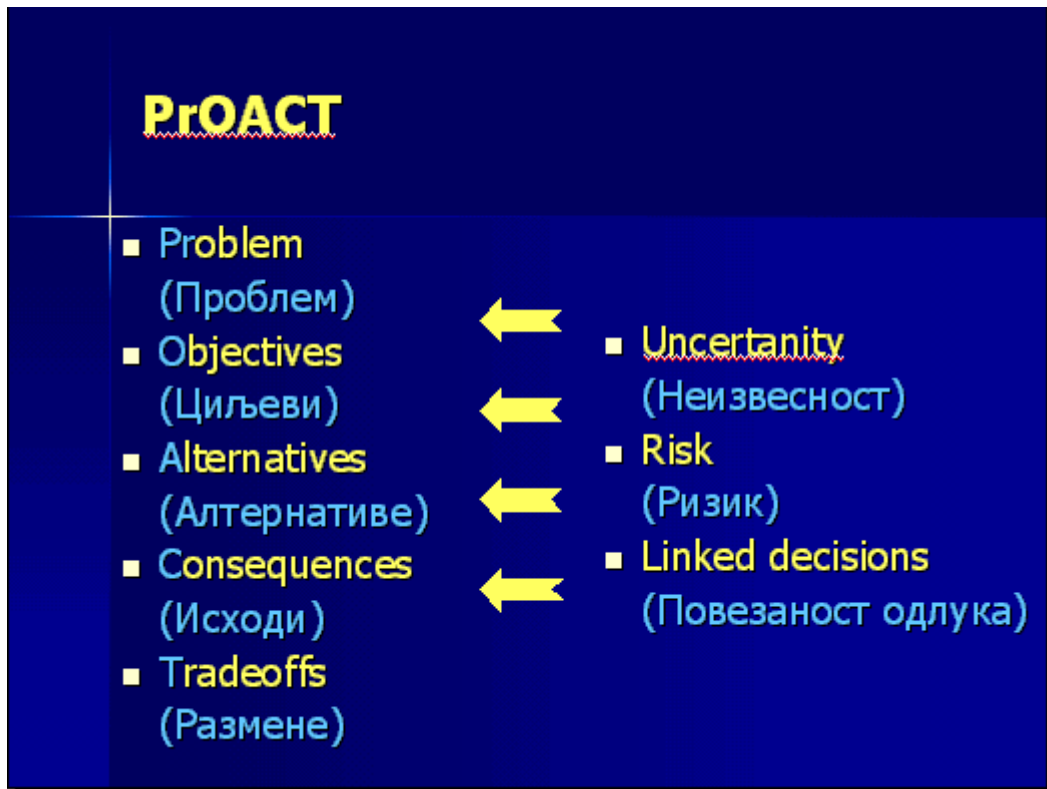 PrOACT
Problem
(Проблем)
Objectives
(Циљеви)
Alternatives
(Алтернативе)
Consequences
(Исходи)
Tradeoffs
(Размене)
Uncertanity
(Неизвесност)
Risk
(Ризик)
Linked decisions
(Повезаност одлука)